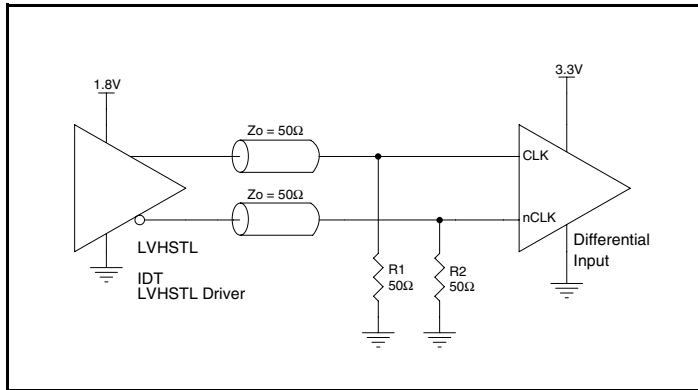 1.8V
3.3V
Zo = 50Ω
CLK
Zo = 50Ω
nCLK
LVHSTL
Differential
Input
IDT
LVHSTL Driver
R1
50Ω
R2
50Ω